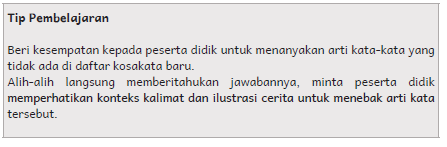 Tip Pembelajaran
Beri kesempatan kepada peserta didik untuk menanyakan arti kata-kata yang
tidak ada di daftar kosakata baru.
Alih-alih langsung memberitahukan jawabannya, minta peserta didik
memperhatikan konteks kalimat dan ilustrasi cerita untuk menebak arti kata
tersebut.